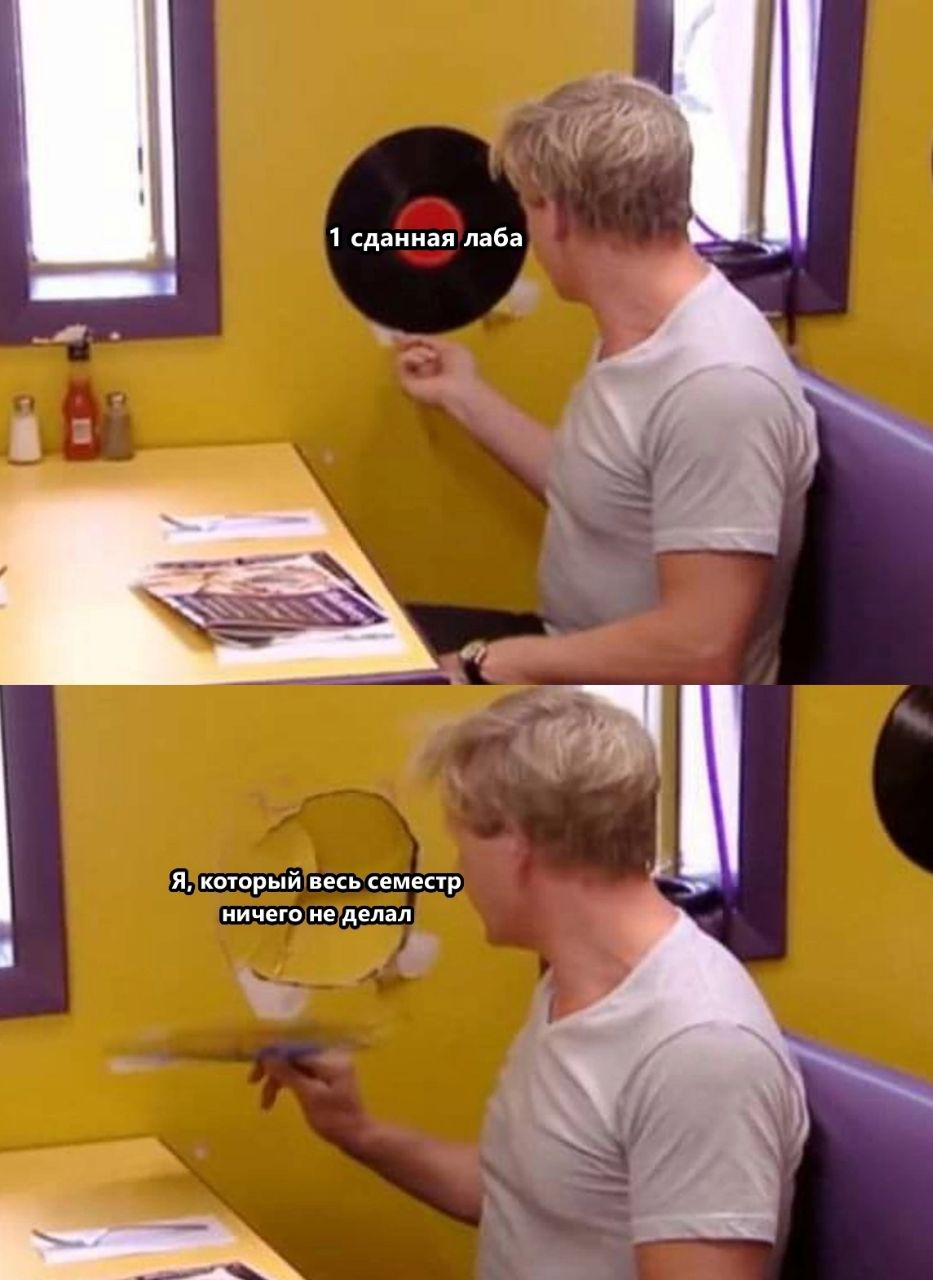 1 сданная лаба
Я, который весь семестр
ничего не делал